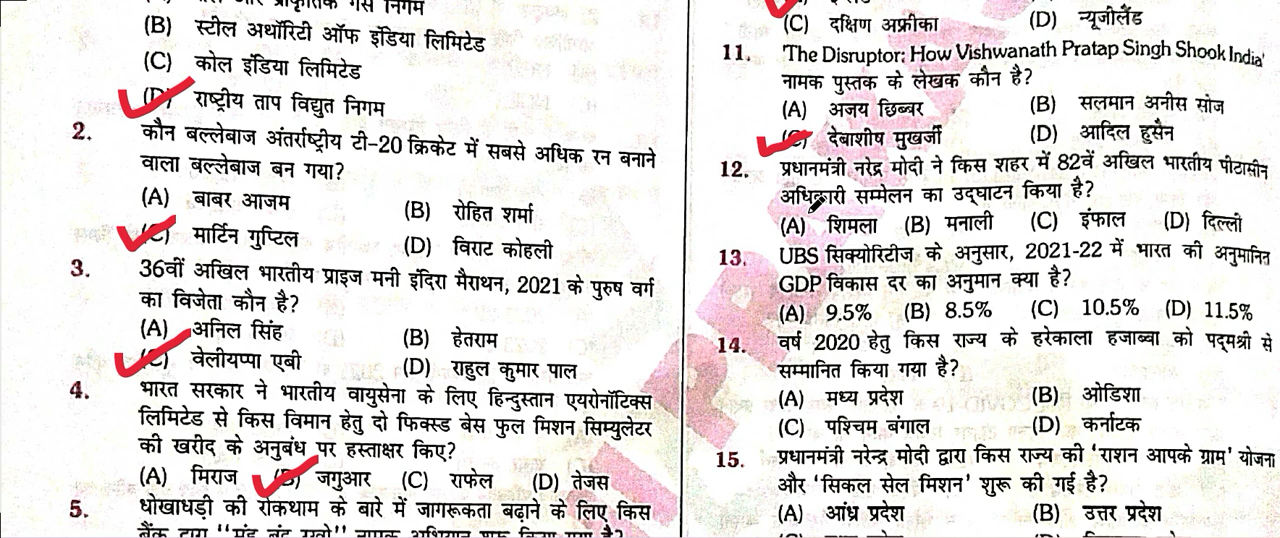 (B) स्टील अथॉरिटी ऑफ इंडिया लिमिटेड
(C) कोल इंडिया लिमिटेड
(D) राष्ट्रीय ताप विद्युत निगम
2. कौन बल्लेबाज अंतर्राष्ट्रीय टी-20 क्रिकेट में सबसे अधिक रन बनाने
वाला बल्लेबाज बन गया?
(A) बाबर आजम (B) रोहित शर्मा
(C) मार्टिन गुप्टिल (D) विराट कोहली
3. 36वीं अखिल भारतीय प्राइज मनी इंदिरा मैराथन, 2021 के पुरुष वर्ग
का विजेता कौन है?
(A) अनिल सिंह (B) हेतराम
(C) वेलीयप्पा एबी (D) राहुल कुमार पाल
4. भारत सरकार ने भारतीय वायुसेना के लिए हिन्दुस्तान एयरोनॉटिक्स
लिमिटेड से किस विमान हेतु दो फिक्स्ड बेस फुल मिशन सिम्युलेटर
की खरीद के अनुबंध पर हस्ताक्षर किए?
(A) मिराज (B) जगुआर (C) राफेल (D) तेजस
5. धोखाधड़ी की रोकथाम के बारे में जागरूकता बढ़ाने के लिए किस
(C) दक्षिण अफ्रीका (D) न्यूजीलैंड
11. 'The Disruptor: How Vishwanath Pratap Singh Shook India'
नामक पुस्तक के लेखक कौन है?
(A) अजय छिब्बर (B) सलमान अनीस सोज
(C) देबाशीष मुखर्जी (D) आदिल हुसैन
12. प्रधानमंत्री नरेंद्र मोदी ने किस शहर में 82वें अखिल भारतीय पीठासीन
अधिकारी सम्मेलन का उद्घाटन किया है?
(A) शिमला (B) मनाली (C) इंफाल (D) दिल्ली
13. UBS सिक्योरिटीज के अनुसार, 2021-22 में भारत की अनुमानित
GDP विकास दर का अनुमान क्या है?
(A) 9.5% (B) 8.5% (C) 10.5% (D) 11.5%
14. वर्ष 2020 हेतु किस राज्य के हरेकाला हजाब्बा को पद्मश्री से
सम्मानित किया गया है?
(A) मध्य प्रदेश (B) ओडिशा
(C) पश्चिम बंगाल (D) कर्नाटक
15. प्रधानमंत्री नरेन्द्र मोदी द्वारा किस राज्य की 'राशन आपके ग्राम' योजना
और 'सिकल सेल मिशन' शुरू की गई है?
(A) आंध्र प्रदेश (B) उत्तर प्रदेश